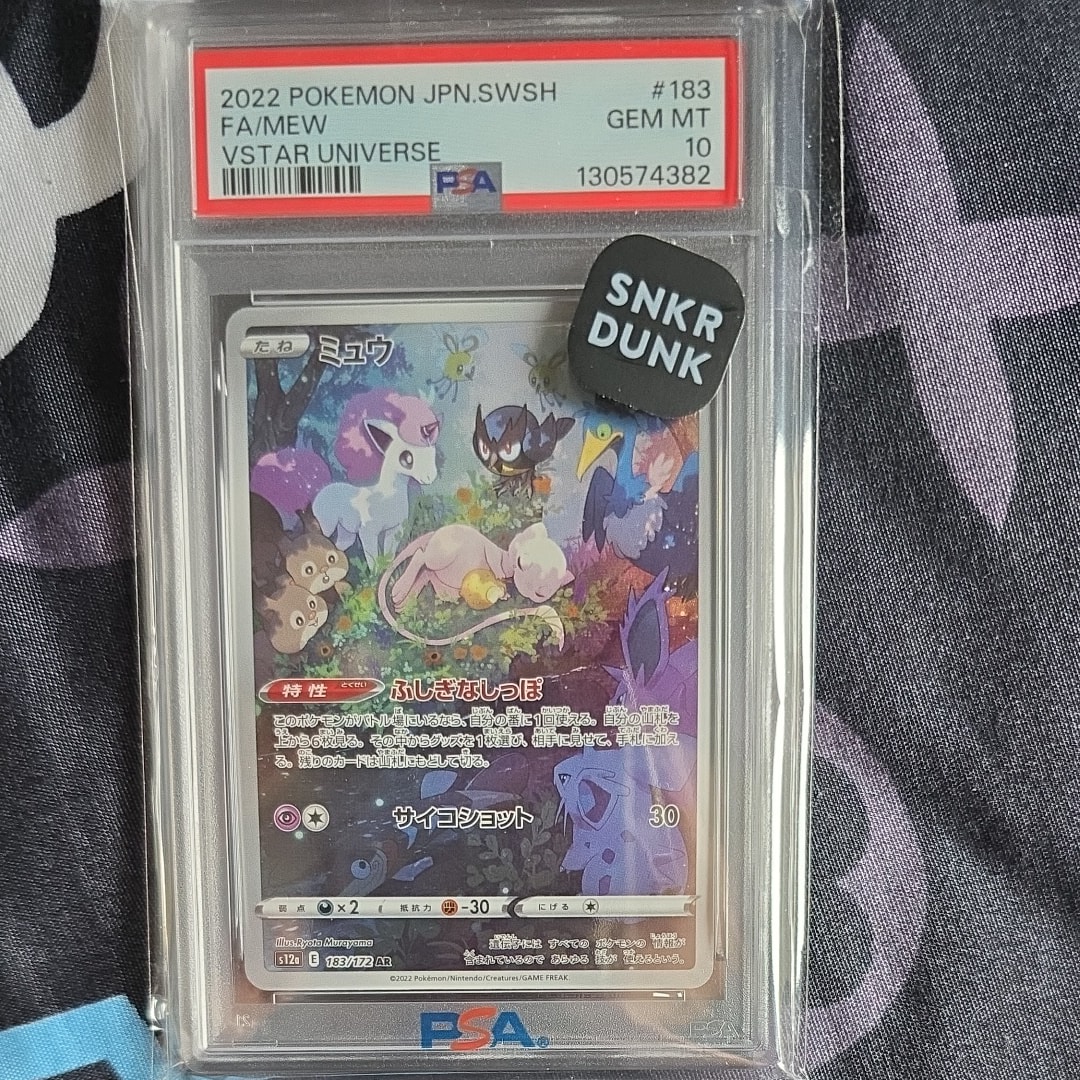 2022 POKEMON JPN.SWSH #183
FA/MEW GEM MT
VSTAR UNIVERSE 10
PSA 130574382
SNKR
DUNK
たね ミュウ
特性 とくせい ふしぎなしっぽ
このポケモンがバトル場にいるなら、自分の番に1回使える。自分の山札を
上から6枚見る。その中からグッズを1枚選び、相手に見せて、手札に加え
る。残りのカードは山札にもどして切る。
サイコショット 30
弱点 ×2 抵抗力 -30 にげる
illus.Ryota Murayama
遺伝子には すべての ポケモンの 情報が
s12a E 183/172 AR 含まれているので あらゆる 技が 使えるという。
©2022 Pokémon/Nintendo/Creatures/GAME FREAK.
PSA®